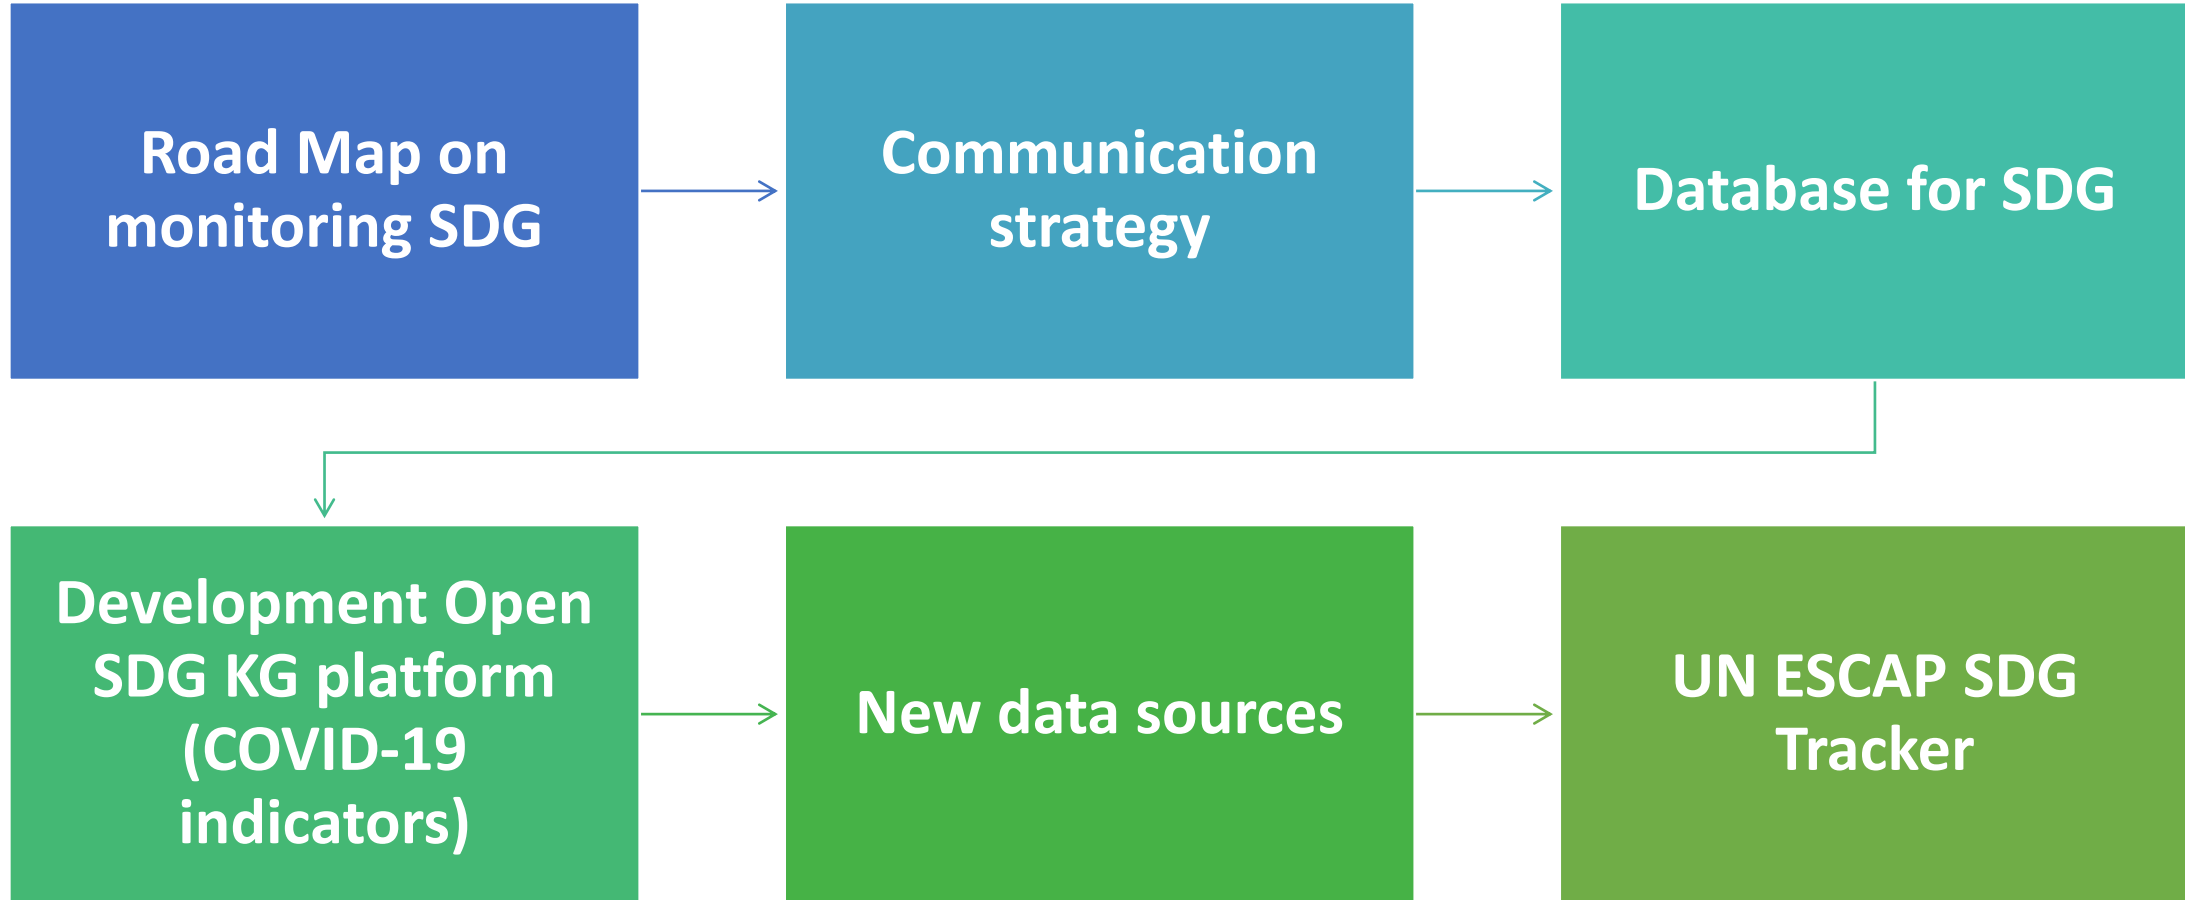 Road Map on
monitoring SDG
Communication
strategy
Database for SDG
Development Open
SDG KG platform
(COVID-19
indicators)
New data sources
UN ESCAP SDG
Tracker